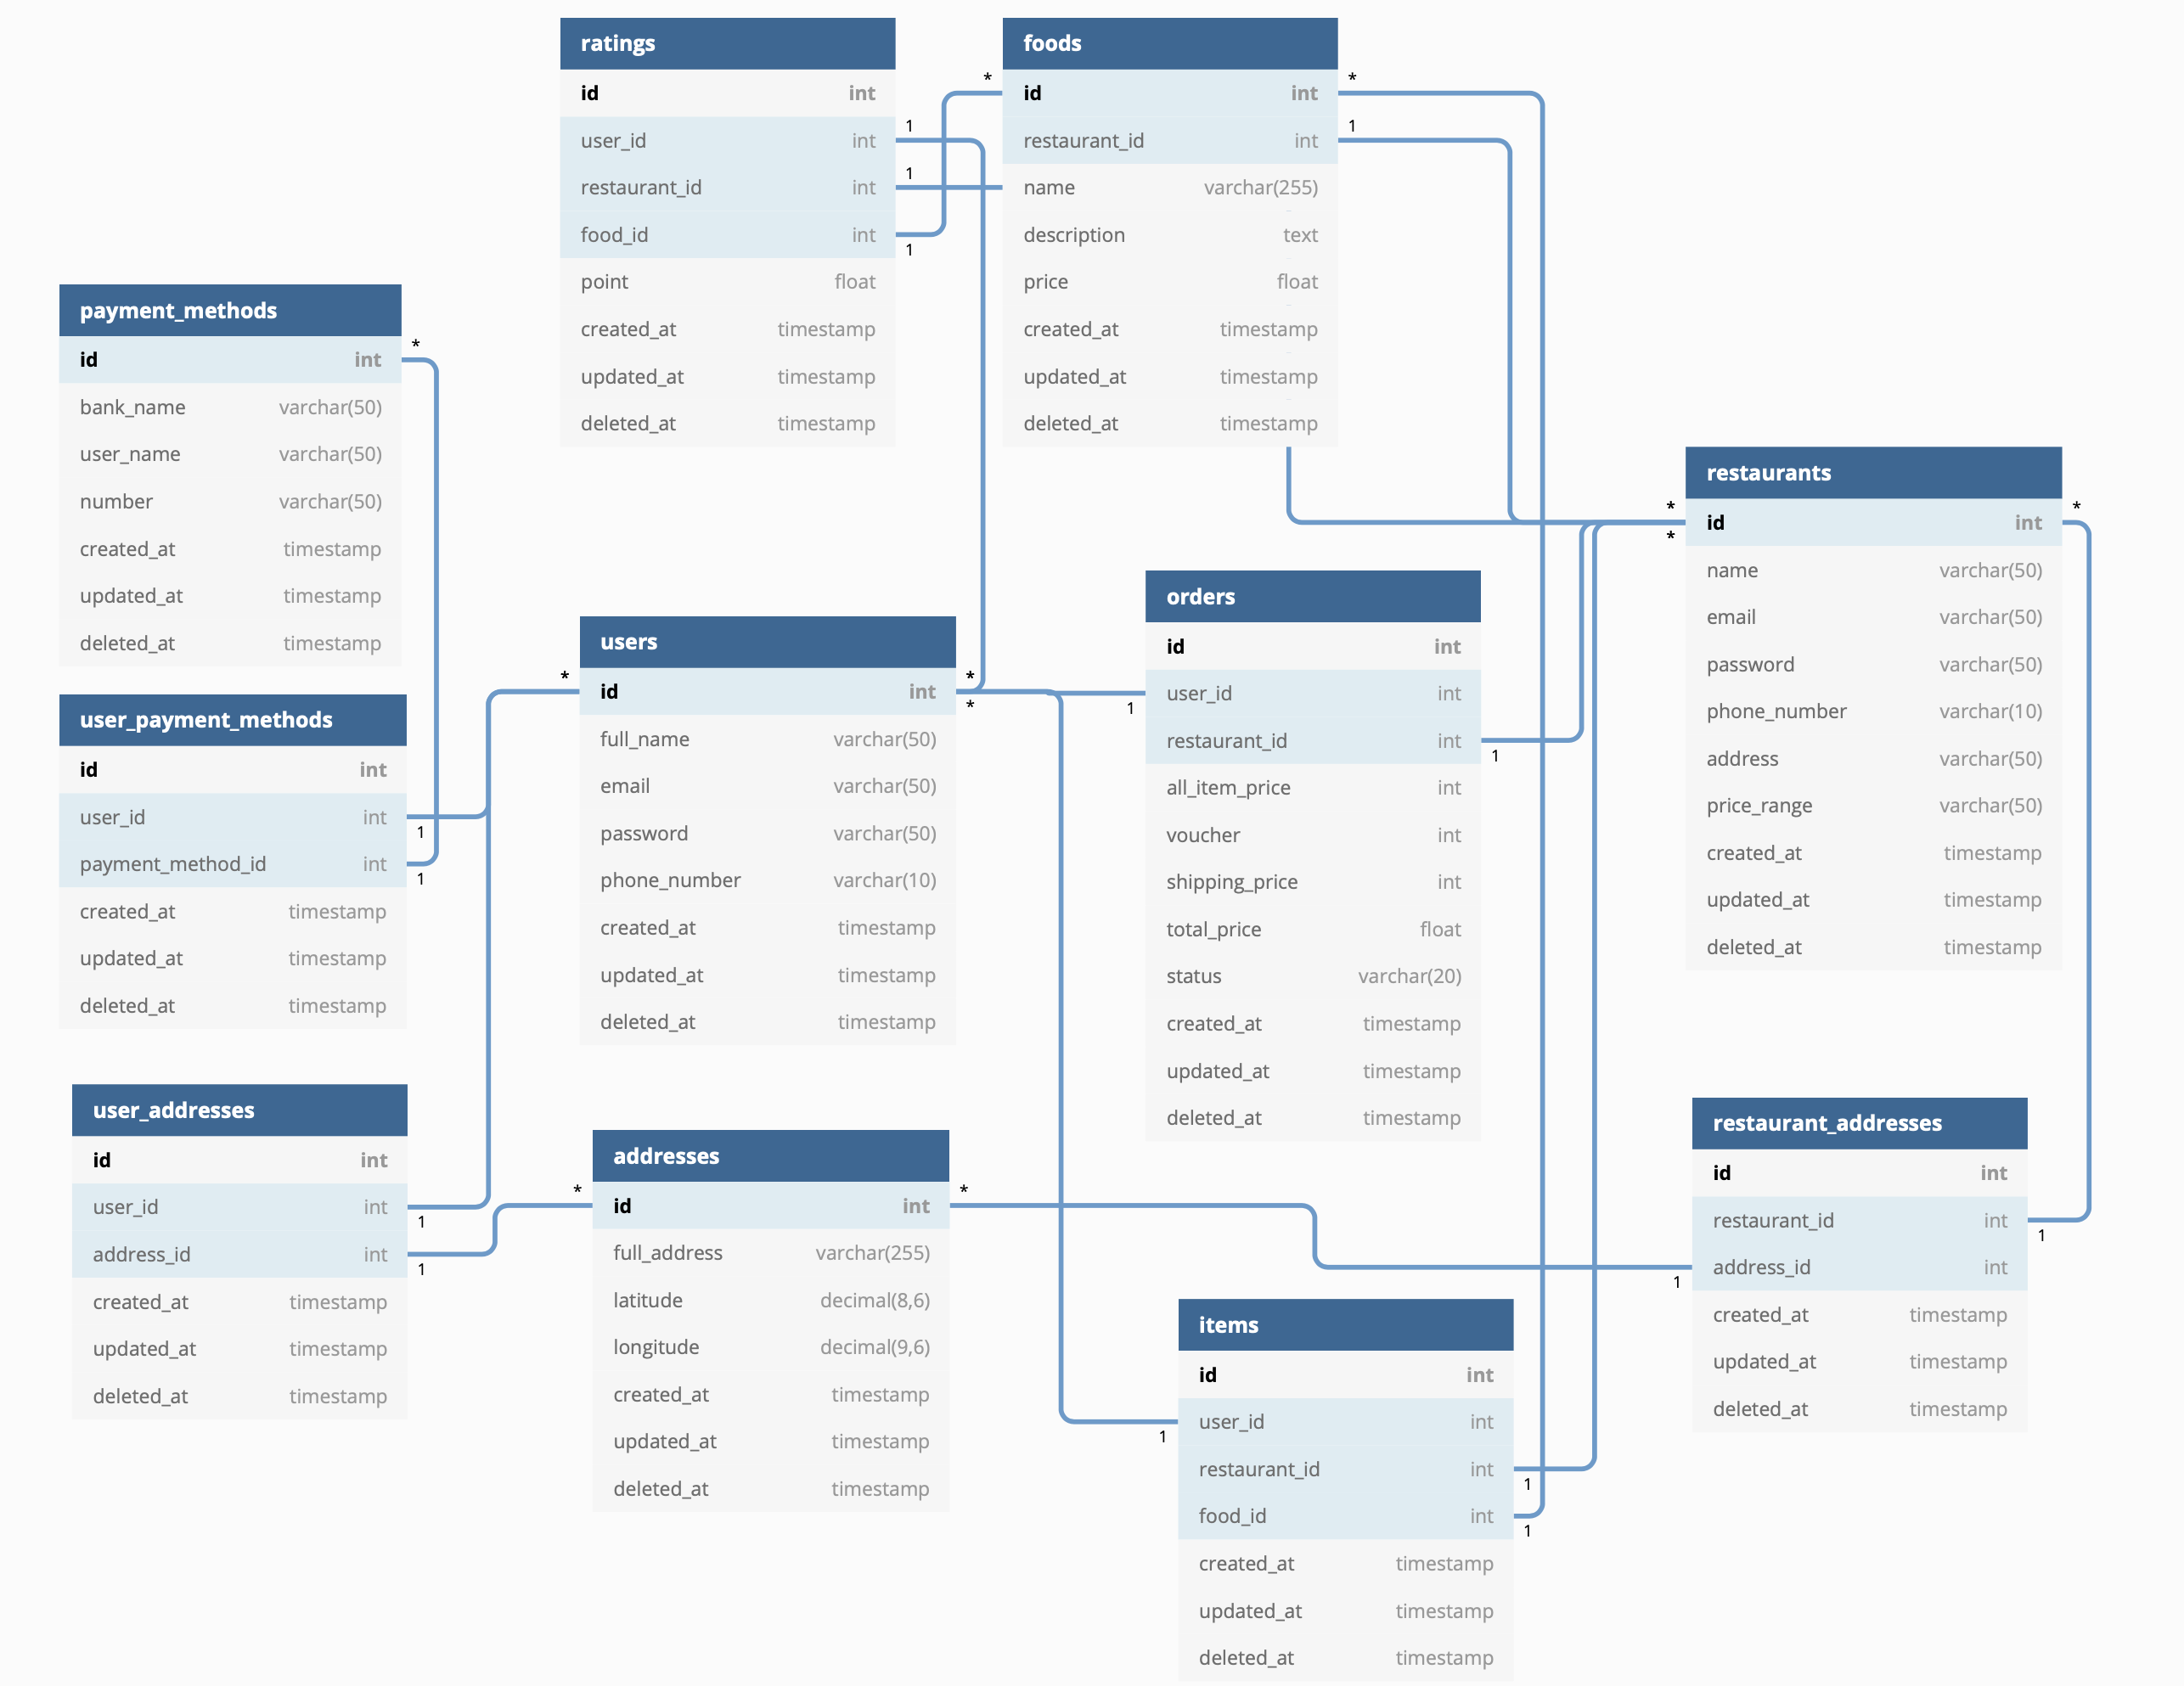 ratings
id int
user_id int
restaurant_id int
food_id int
point float
created_at timestamp
updated_at timestamp
deleted_at timestamp
1
1
1
foods
id int
restaurant_id int
name varchar(255)
description text
price float
created_at timestamp
updated_at timestamp
deleted_at timestamp
*
*
1
payment_methods
id int
bank_name varchar(50)
user_name varchar(50)
number varchar(50)
created_at timestamp
updated_at timestamp
deleted_at timestamp
*
restaurants
id int
name varchar(50)
email varchar(50)
password varchar(50)
phone_number varchar(10)
address varchar(50)
price_range varchar(50)
created_at timestamp
updated_at timestamp
deleted_at timestamp
*
*
*
orders
id int
user_id int
restaurant_id int
all_item_price int
voucher int
shipping_price int
total_price float
status varchar(20)
created_at timestamp
updated_at timestamp
deleted_at timestamp
1
1
users
id int
full_name varchar(50)
email varchar(50)
password varchar(50)
phone_number varchar(10)
created_at timestamp
updated_at timestamp
deleted_at timestamp
*
*
*
user_payment_methods
id int
user_id int
payment_method_id int
created_at timestamp
updated_at timestamp
deleted_at timestamp
1
1
user_addresses
id int
user_id int
address_id int
created_at timestamp
updated_at timestamp
deleted_at timestamp
1
1
addresses
id int
full_address varchar(255)
latitude decimal(8,6)
longitude decimal(9,6)
created_at timestamp
updated_at timestamp
deleted_at timestamp
*
*
restaurant_addresses
id int
restaurant_id int
address_id int
created_at timestamp
updated_at timestamp
deleted_at timestamp
1
1
items
id int
user_id int
restaurant_id int
food_id int
created_at timestamp
updated_at timestamp
deleted_at timestamp
1
1
1